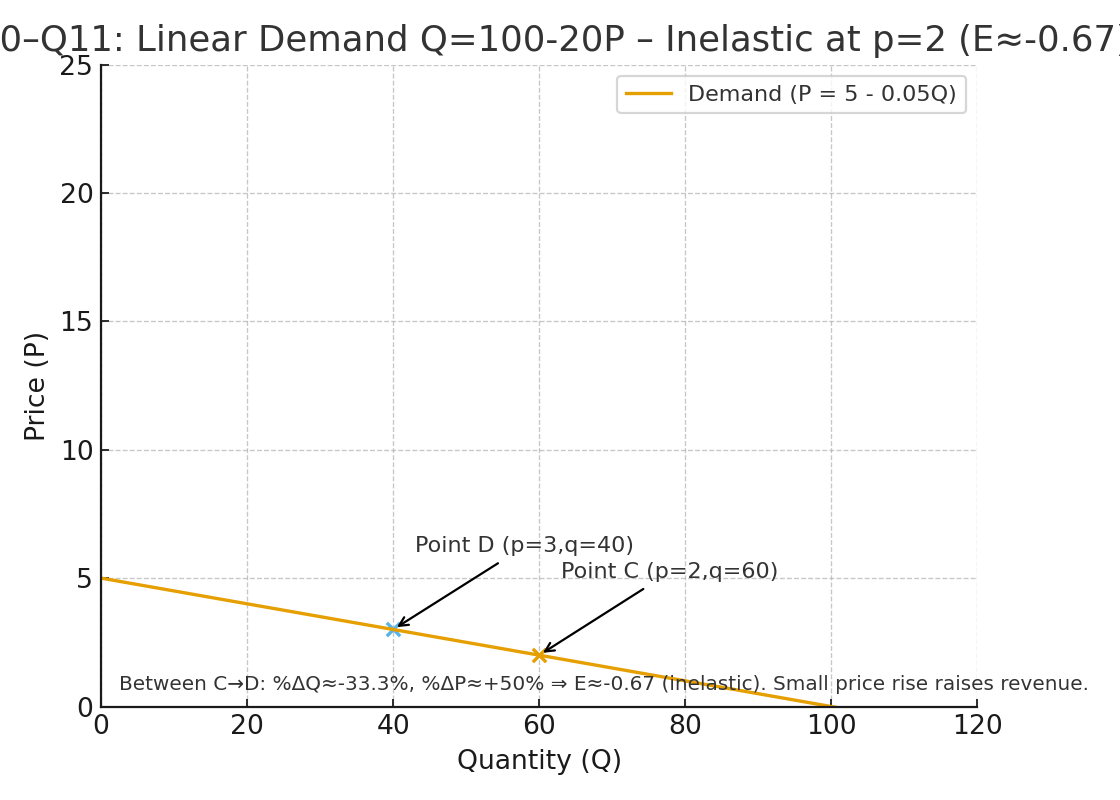 0–Q11: Linear Demand Q=100-20P – Inelastic at p=2 (E≈-0.67)
Demand (P = 5 - 0.05Q)
25
20
15
10
5
0
Price (P)
Point D (p=3,q=40)
Point C (p=2,q=60)
Between C→D: %ΔQ≈-33.3%, %ΔP≈+50% ⇒ E≈-0.67 (Inelastic). Small price rise raises revenue.
0 20 40 60 80 100 120
Quantity (Q)